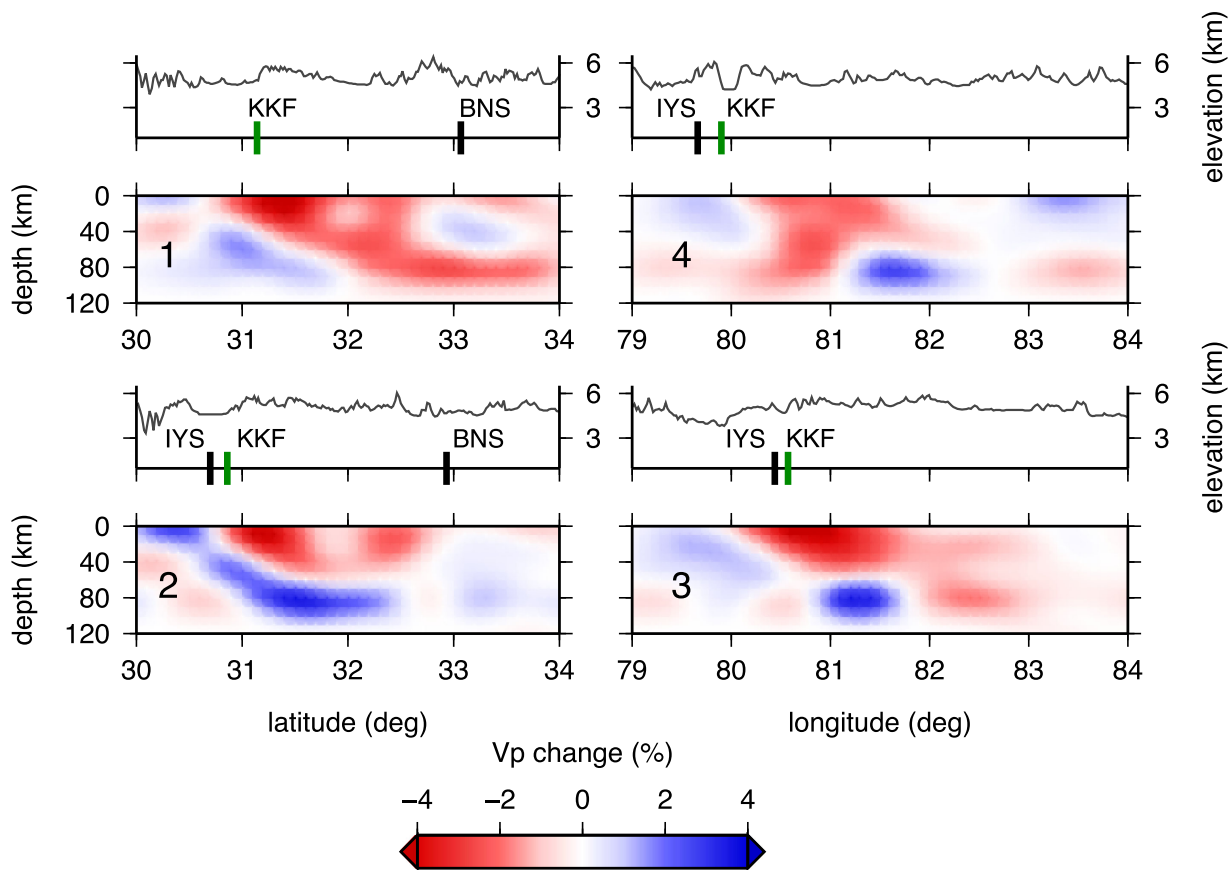 6 6
3 3
elevation (km)
KKF BNS IYS KKF
0
40
80
120
depth (km)
1 4
30 31 32 33 34 79 80 81 82 83 84
6 6
3 3
elevation (km)
IYS KKF BNS IYS KKF
0
40
80
120
depth (km)
2 3
30 31 32 33 34 79 80 81 82 83 84
latitude (deg) longitude (deg)
Vp change (%)
−4 −2 0 2 4